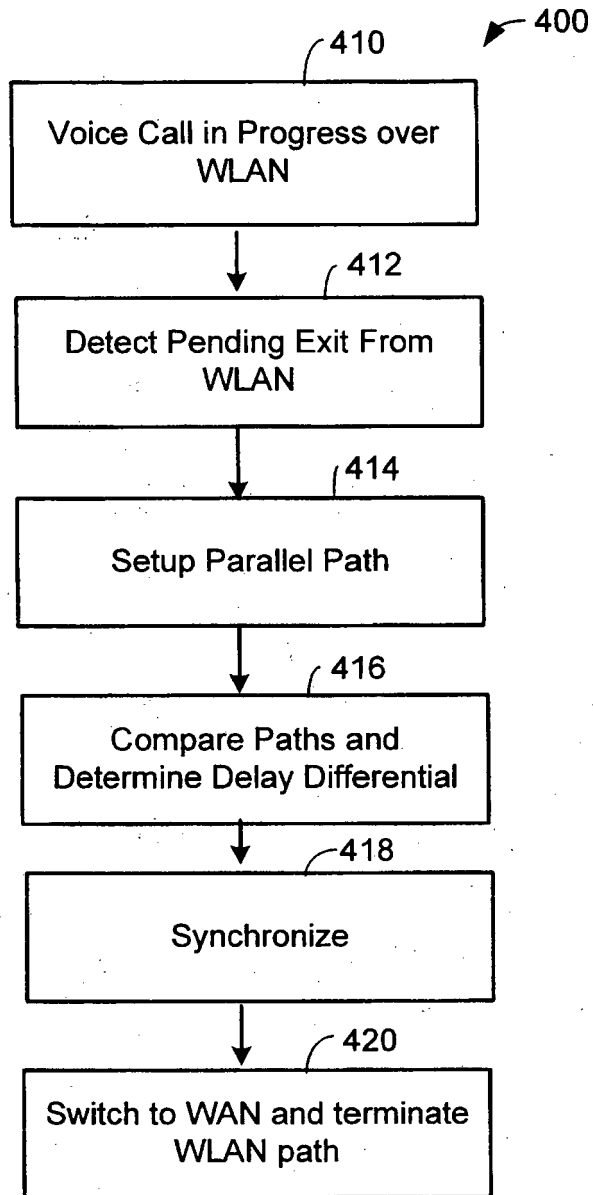 400
410
Voice Call in Progress over
WLAN
412
Detect Pending Exit From
WLAN
414
Setup Parallel Path
416
Compare Paths and
Determine Delay Differential
418
Synchronize
420
Switch to WAN and terminate
WLAN path